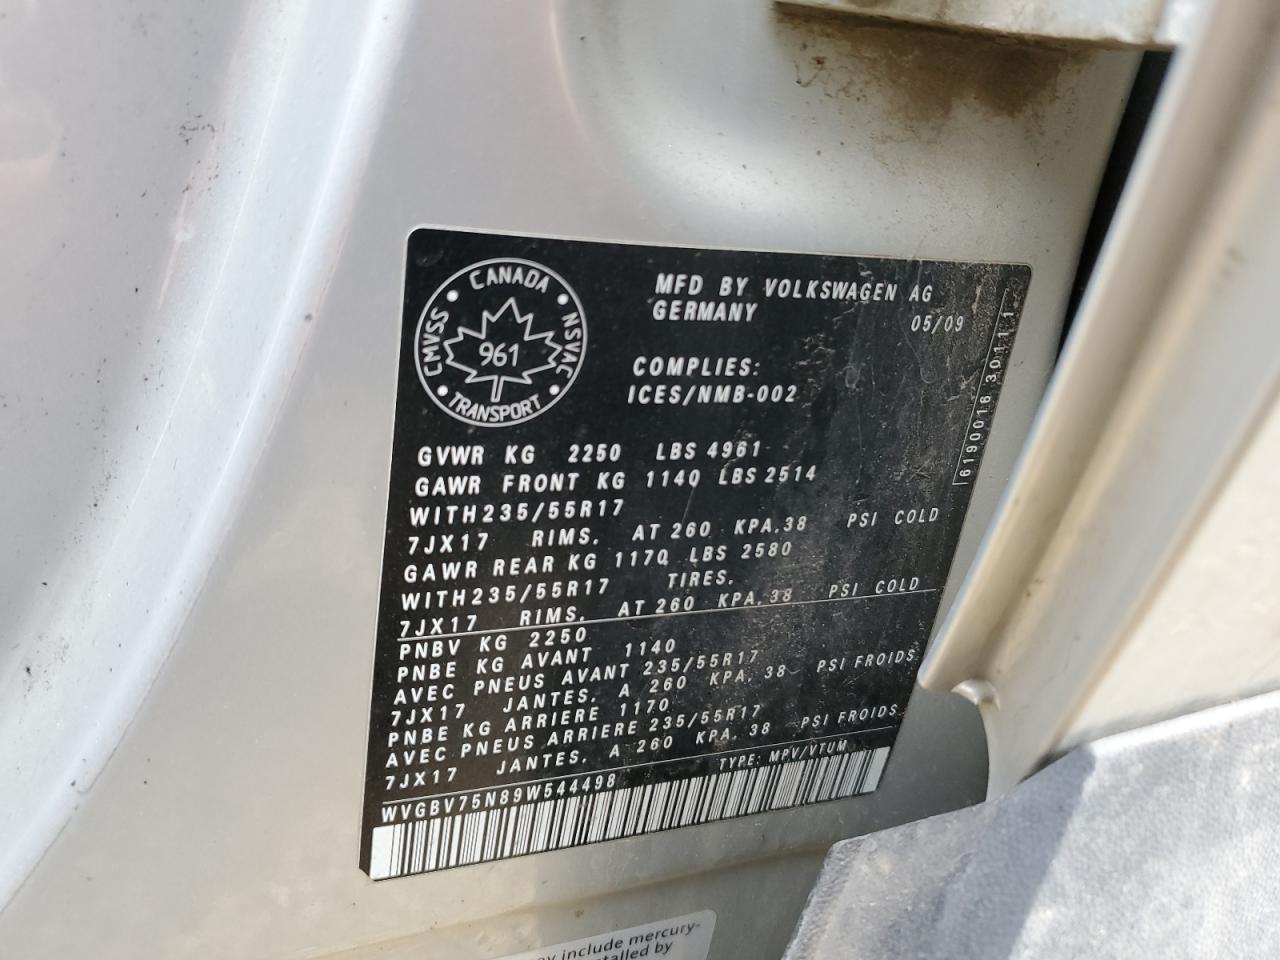 CANADA
CMVSS
NSVAC
961
TRANSPORT
MFD BY VOLKSWAGEN AG
GERMANY
05/09
COMPLIES:
ICES/NMB-002
6190016 30111
GVWR KG 2250 LBS 4961
GAWR FRONT KG 1140 LBS 2514
WITH235/55R17
7JX17 RIMS. AT 260 KPA.38 PSI COLD
GAWR REAR KG 1170 LBS 2580
WITH235/55R17 TIRES.
7JX17 RIMS. AT 260 KPA.38 PSI COLD
PNBV KG 2250
PNBE KG AVANT 1140
AVEC PNEUS AVANT 235/55R17
7JX17 JANTES. A 260 KPA. 38 PSI FROIDS
PNBE KG ARRIERE 1170
AVEC PNEUS ARRIERE 235/55R17
7JX17 JANTES. A 260 KPA. 38 PSI FROIDS
WVGBV75N89W544498 TYPE: MPV/VTUM
include mercury-
by